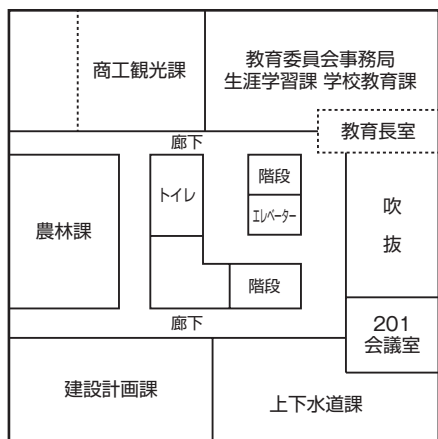 商工観光課
教育委員会事務局
生涯学習課 学校教育課
教育長室
廊下
トイレ
階段
エレベーター
吹
抜
農林課
階段
廊下
201
会議室
建設計画課
上下水道課